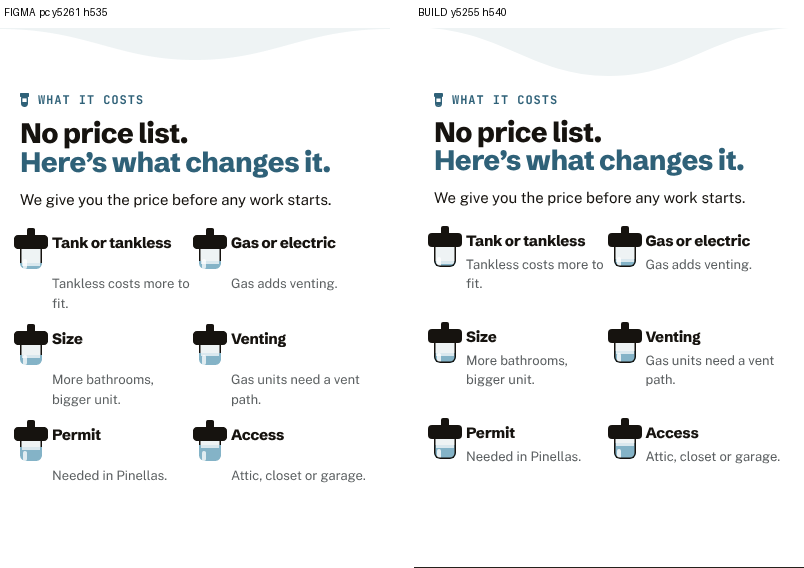 FIGMA pc y5261 h535
WHAT IT COSTS
No price list.
Here's what changes it.
We give you the price before any work starts.
Tank or tankless
Tankless costs more to
fit.
Gas or electric
Gas adds venting.
Size
More bathrooms,
bigger unit.
Venting
Gas units need a vent
path.
Permit
Needed in Pinellas.
Access
Attic, closet or garage.
BUILD y5255 h540
WHAT IT COSTS
No price list.
Here's what changes it.
We give you the price before any work starts.
Tank or tankless
Tankless costs more to
fit.
Gas or electric
Gas adds venting.
Size
More bathrooms,
bigger unit.
Venting
Gas units need a vent
path.
Permit
Needed in Pinellas.
Access
Attic, closet or garage.